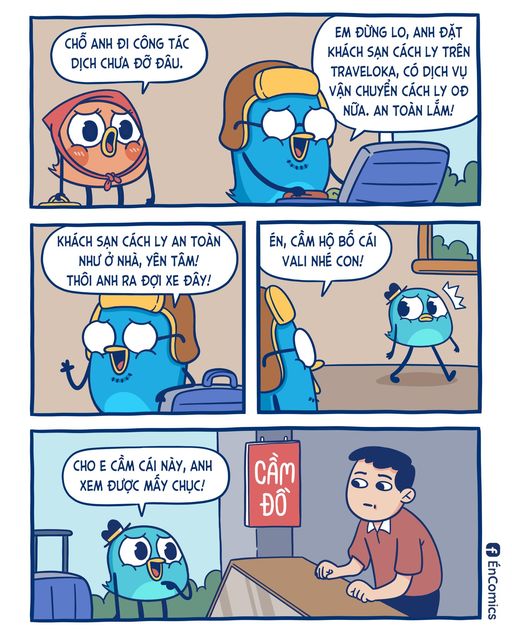 CHỖ ANH ĐI CÔNG TÁC
DỊCH CHƯA ĐỠ ĐÂU.
EM ĐỪNG LO, ANH ĐẶT
KHÁCH SẠN CÁCH LY TRÊN
TRAVELOKA, CÓ DỊCH VỤ
VẬN CHUYỂN CÁCH LY OĐ
NỮA. AN TOÀN LẮM!
KHÁCH SẠN CÁCH LY AN TOÀN
NHƯ Ở NHÀ, YÊN TÂM!
THÔI ANH RA ĐỢI XE ĐÂY!
ÉN, CẦM HỘ BỐ CÁI
VALI NHÉ CON!
CHO E CẦM CÁI NÀY, ANH
XEM ĐƯỢC MẤY CHỤC!
CẦM
ĐỒ
ÉnComics